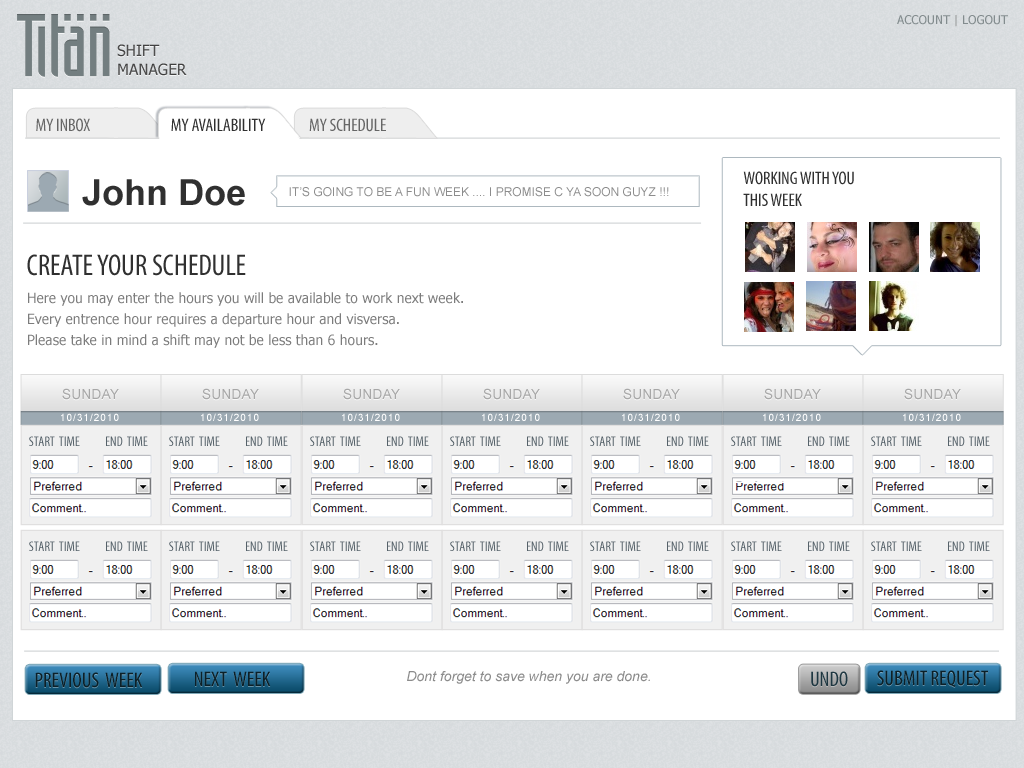 Titän SHIFT
MANAGER
ACCOUNT | LOGOUT
MY INBOX MY AVAILABILITY MY SCHEDULE
John Doe
IT'S GOING TO BE A FUN WEEK .... I PROMISE C YA SOON GUYZ !!!
WORKING WITH YOU
THIS WEEK
CREATE YOUR SCHEDULE
Here you may enter the hours you will be available to work next week.
Every entrence hour requires a departure hour and visversa.
Please take in mind a shift may not be less than 6 hours.
SUNDAY SUNDAY SUNDAY SUNDAY SUNDAY SUNDAY SUNDAY
10/31/2010 10/31/2010 10/31/2010 10/31/2010 10/31/2010 10/31/2010 10/31/2010
START TIME END TIME START TIME END TIME START TIME END TIME START TIME END TIME START TIME END TIME START TIME END TIME START TIME END TIME
9:00 - 18:00 9:00 - 18:00 9:00 - 18:00 9:00 - 18:00 9:00 - 18:00 9:00 - 18:00 9:00 - 18:00
Preferred Preferred Preferred Preferred Preferred Preferred Preferred
Comment.. Comment.. Comment.. Comment.. Comment.. Comment.. Comment..
START TIME END TIME START TIME END TIME START TIME END TIME START TIME END TIME START TIME END TIME START TIME END TIME START TIME END TIME
9:00 - 18:00 9:00 - 18:00 9:00 - 18:00 9:00 - 18:00 9:00 - 18:00 9:00 - 18:00 9:00 - 18:00
Preferred Preferred Preferred Preferred Preferred Preferred Preferred
Comment.. Comment.. Comment.. Comment.. Comment.. Comment.. Comment..
PREVIOUS WEEK NEXT WEEK Dont forget to save when you are done. UNDO SUBMIT REQUEST